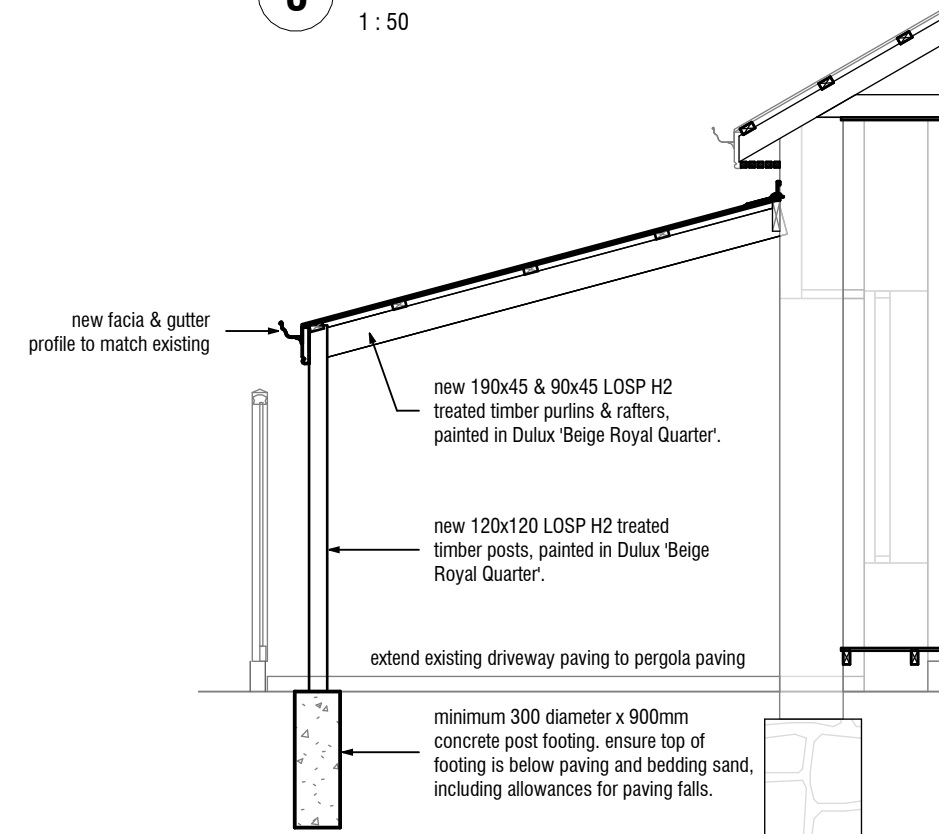 1 : 50
new facia & gutter
profile to match existing
new 190x45 & 90x45 LOSP H2
treated timber purlins & rafters,
painted in Dulux 'Beige Royal Quarter'.
new 120x120 LOSP H2 treated
timber posts, painted in Dulux 'Beige
Royal Quarter'.
extend existing driveway paving to pergola paving
minimum 300 diameter x 900mm
concrete post footing. ensure top of
footing is below paving and bedding sand,
including allowances for paving falls.